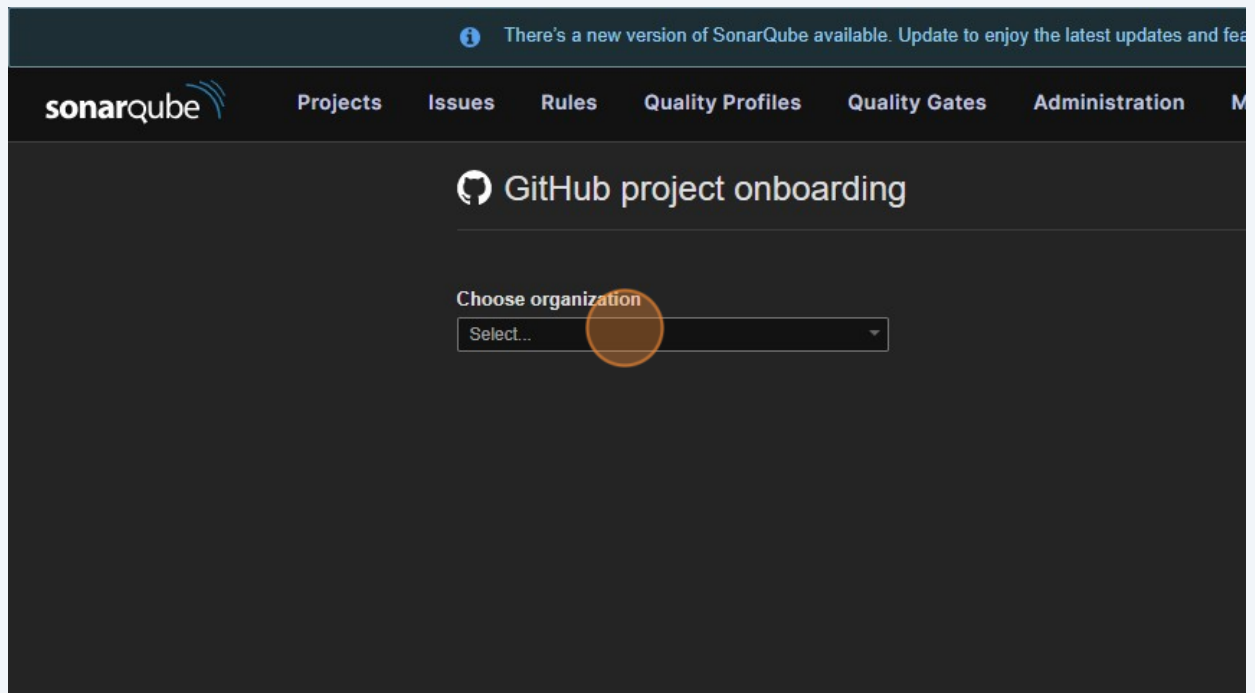 There's a new version of SonarQube available. Update to enjoy the latest updates and
sonarqube Projects Issues Rules Quality Profiles Quality Gates Administration
GitHub project onboarding
Choose organization
Select...